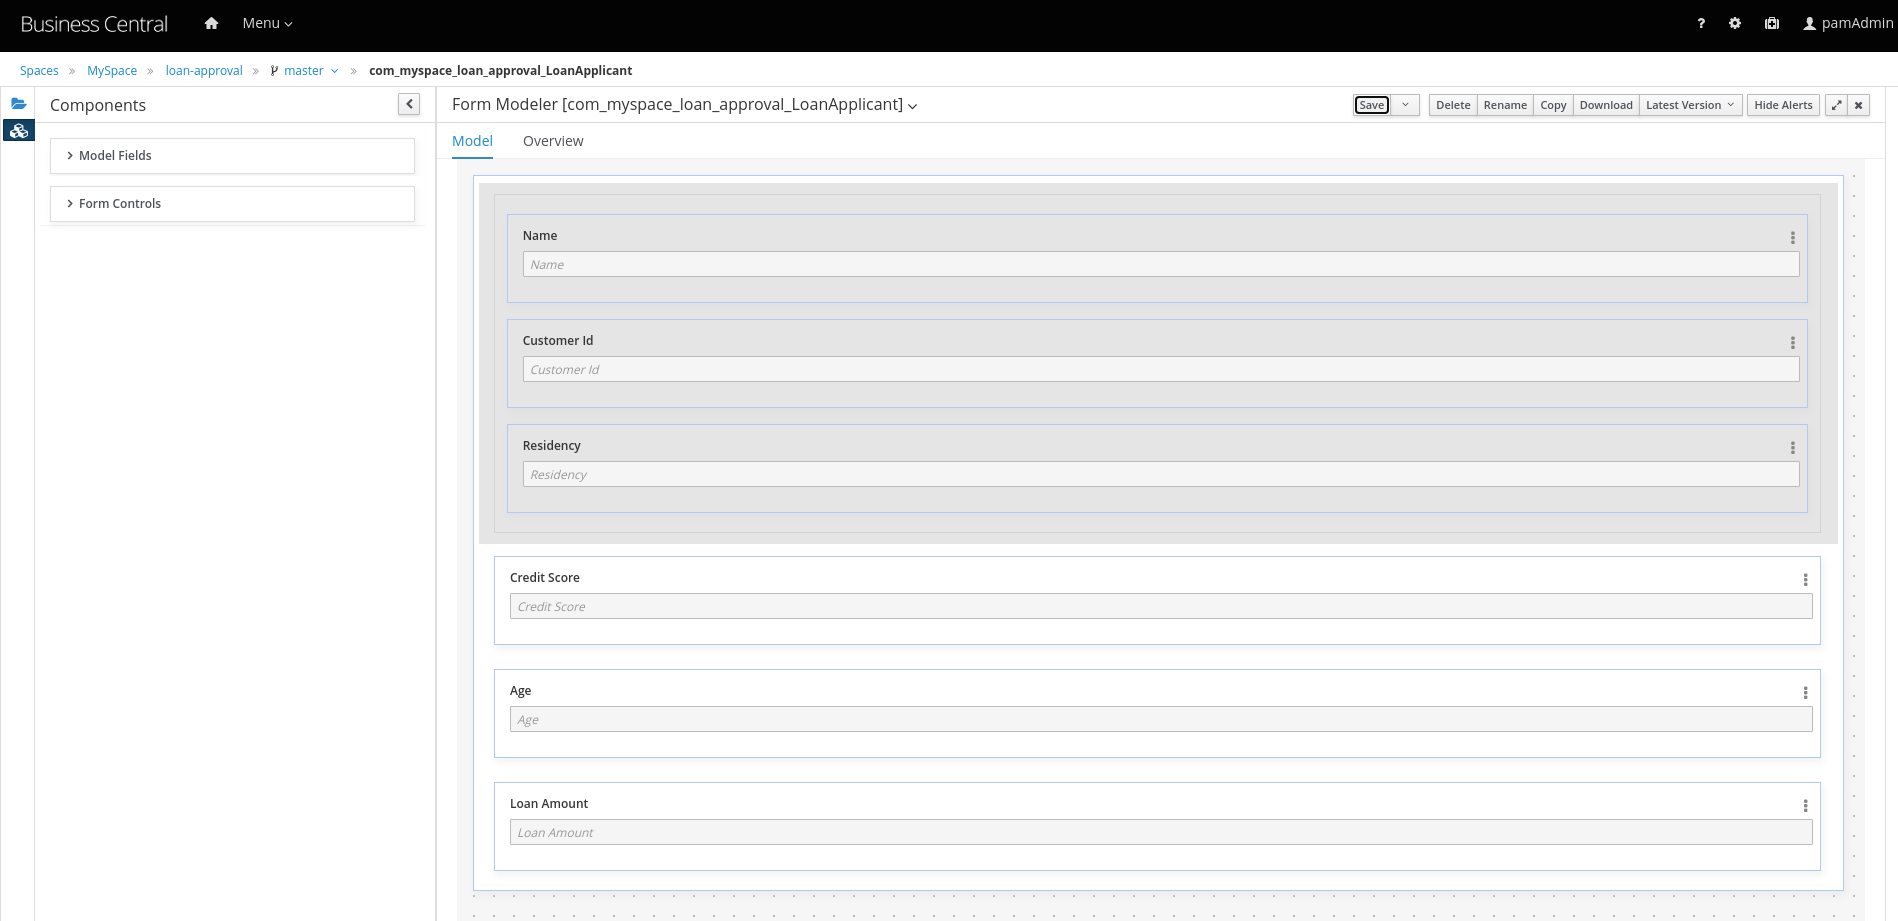 Business Central Menu ? pamAdmin
Spaces » MySpace » loan-approval » master » com_myspace_loan_approval_LoanApplicant
Components
Model Fields
Form Controls
Form Modeler [com_myspace_loan_approval_LoanApplicant]
Save Delete Rename Copy Download Latest Version Hide Alerts
Model Overview
Name
Name
Customer Id
Customer Id
Residency
Residency
Credit Score
Credit Score
Age
Age
Loan Amount
Loan Amount